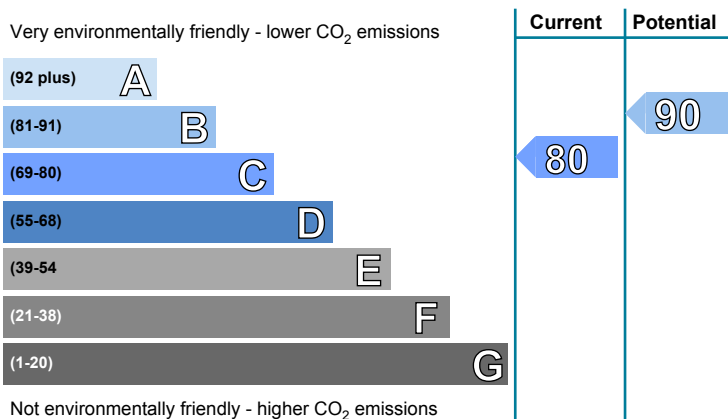 Very environmentally friendly - lower CO2 emissions
Current
Potential
(92 plus) A
(81-91) B
(69-80) C
(55-68) D
(39-54 E
(21-38) F
(1-20) G
80
90
Not environmentally friendly - higher CO2 emissions